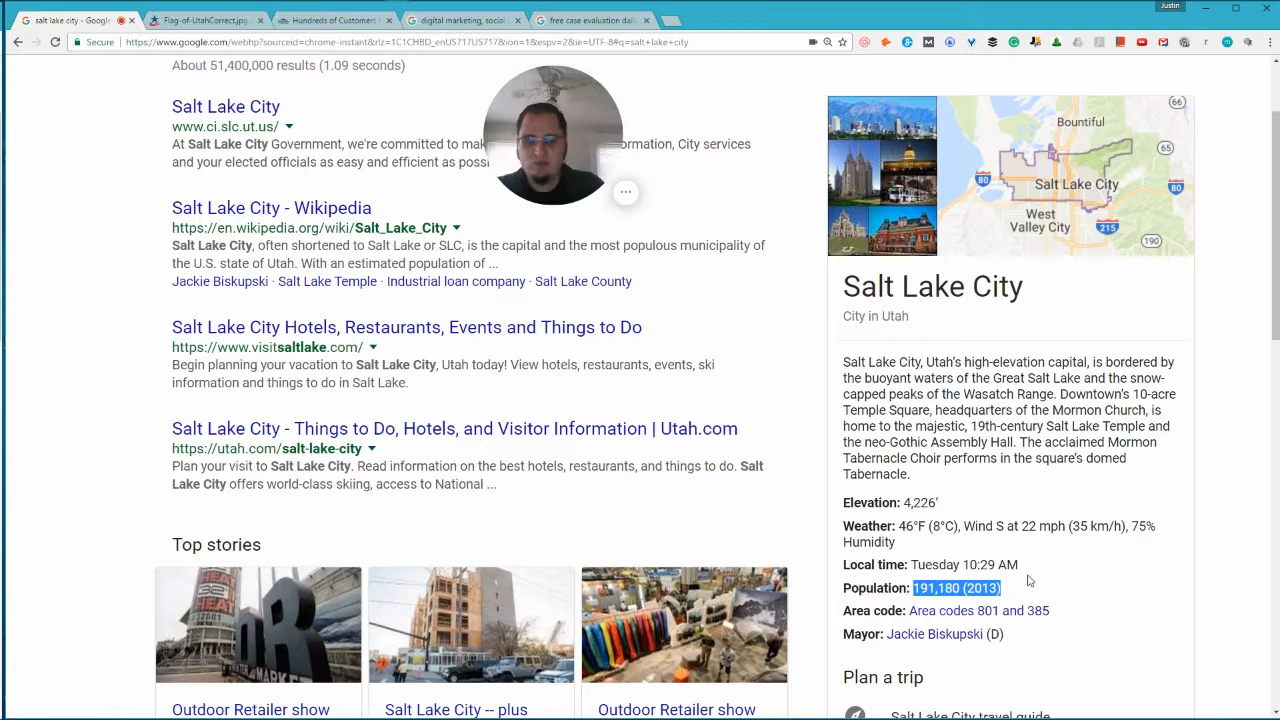 Justin
salt lake city - Google
Flag-of-UtahCorrect.jpg
Hundreds of Customers
digital marketing, social
free case evaluation dall
Secure
https://www.google.com/webhp?sourceid=chrome-instant&rlz=1C1CHBD_enUS717US717&ion=1&espv=2&ie=UTF-8#q=salt+lake+city
About 51,400,000 results (1.09 seconds)
Salt Lake City
www.ci.slc.ut.us/
At Salt Lake City Government, we're committed to
ormation, City services
and your elected officials as easy and efficient as
Salt Lake City - Wikipedia
https://en.wikipedia.org/wiki/Salt_Lake_City
Salt Lake City, often shortened to Salt Lake or SLC, is the capital and the most populous municipality of
the U.S. state of Utah. With an estimated population of ...
Jackie Biskupski · Salt Lake Temple · Industrial loan company · Salt Lake County
Salt Lake City Hotels, Restaurants, Events and Things to Do
https://www.visitsaltlake.com/
Begin planning your vacation to Salt Lake City, Utah today! View hotels, restaurants, events, ski
information and things to do in Salt Lake.
Salt Lake City - Things to Do, Hotels, and Visitor Information | Utah.com
https://utah.com/salt-lake-city
Plan your visit to Salt Lake City. Read information on the best hotels, restaurants, and things to do. Salt
Lake City offers world-class skiing, access to National ...
Top stories
Outdoor Retailer show
Salt Lake City -- plus
Outdoor Retailer show
66
Bountiful
65
80
Salt Lake City
80
West
Valley City
215
190
Salt Lake City
City in Utah
Salt Lake City, Utah's high-elevation capital, is bordered by
the buoyant waters of the Great Salt Lake and the snow-
capped peaks of the Wasatch Range. Downtown's 10-acre
Temple Square, headquarters of the Mormon Church, is
home to the majestic, 19th-century Salt Lake Temple and
the neo-Gothic Assembly Hall. The acclaimed Mormon
Tabernacle Choir performs in the square's domed
Tabernacle.
Elevation: 4,226′
Weather: 46°F (8°C), Wind S at 22 mph (35 km/h), 75%
Humidity
Local time: Tuesday 10:29 AM
Population: 191,180 (2013)
Area code: Area codes 801 and 385
Mayor: Jackie Biskupski (D)
Plan a trip
Salt Lake City travel guide